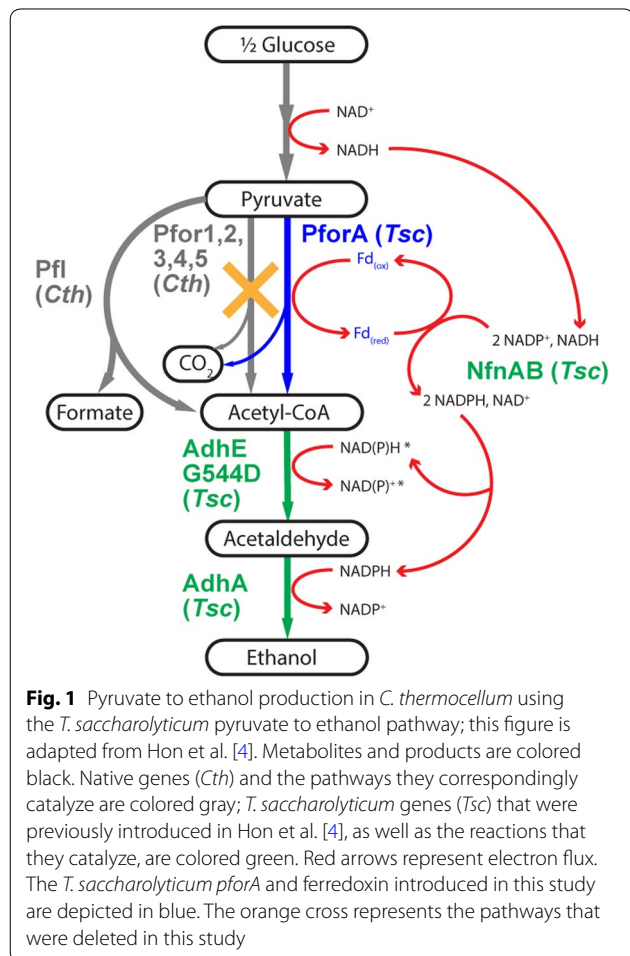 ½ Glucose
NAD⁺
NADH
Pyruvate
Pfl
(Cth)
Pfor1,2,
3,4,5
(Cth)
PforA (Tsc)
Fd(ox)
Fd(red)
2 NADP⁺, NADH
NfnAB (Tsc)
2 NADPH, NAD⁺
CO₂
Formate
Acetyl-CoA
AdhE
G544D
(Tsc)
NAD(P)H *
NAD(P)⁺ *
Acetaldehyde
AdhA
(Tsc)
NADPH
NADP⁺
Ethanol
Fig. 1 Pyruvate to ethanol production in C. thermocellum using
the T. saccharolyticum pyruvate to ethanol pathway; this figure is
adapted from Hon et al. [4]. Metabolites and products are colored
black. Native genes (Cth) and the pathways they correspondingly
catalyze are colored gray; T. saccharolyticum genes (Tsc) that were
previously introduced in Hon et al. [4], as well as the reactions that
they catalyze, are colored green. Red arrows represent electron flux.
The T. saccharolyticum pforA and ferredoxin introduced in this study
are depicted in blue. The orange cross represents the pathways that
were deleted in this study